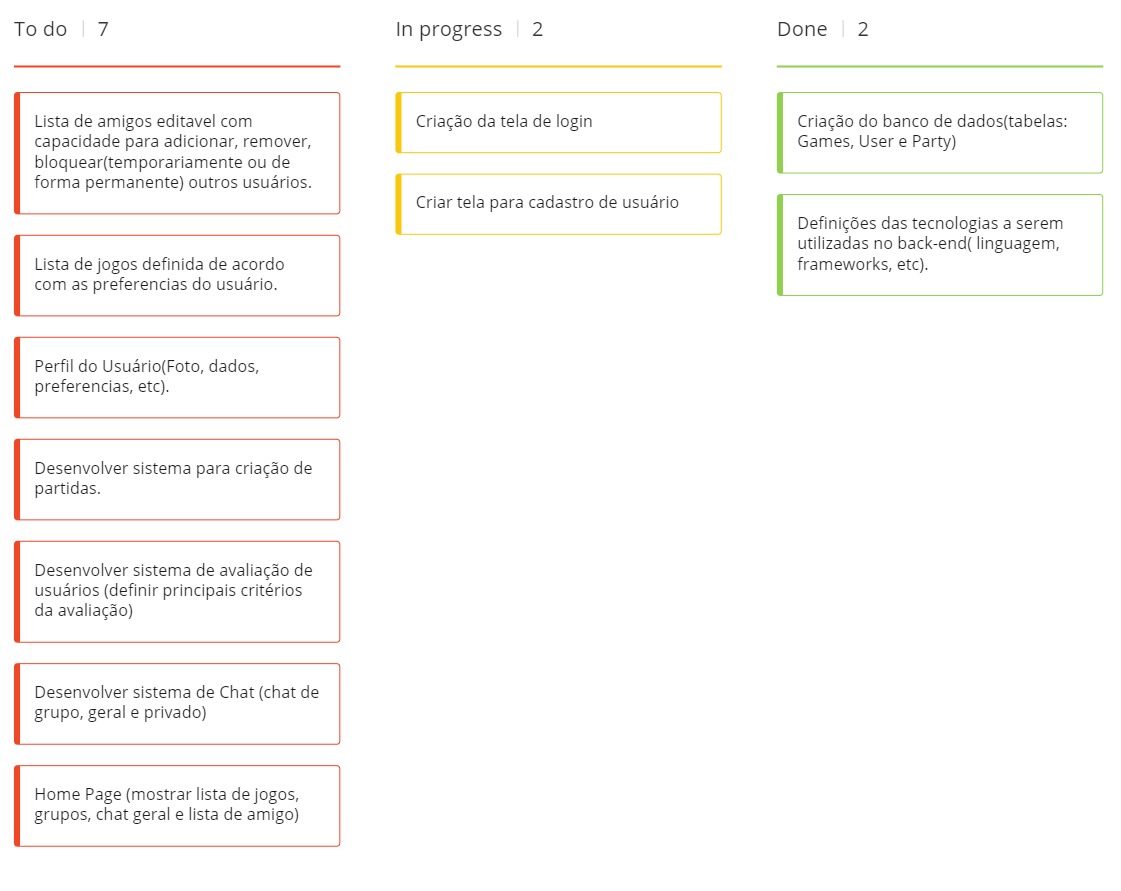 To do | 7
Lista de amigos editavel com
capacidade para adicionar, remover,
bloquear(temporariamente ou de
forma permanente) outros usuários.
Lista de jogos definida de acordo
com as preferencias do usuário.
Perfil do Usuário(Foto, dados,
preferencias, etc).
Desenvolver sistema para criação de
partidas.
Desenvolver sistema de avaliação de
usuários (definir principais critérios
da avaliação)
Desenvolver sistema de Chat (chat de
grupo, geral e privado)
Home Page (mostrar lista de jogos,
grupos, chat geral e lista de amigo)
In progress | 2
Criação da tela de login
Criar tela para cadastro de usuário
Done | 2
Criação do banco de dados(tabelas:
Games, User e Party)
Definições das tecnologias a serem
utilizadas no back-end( linguagem,
frameworks, etc).